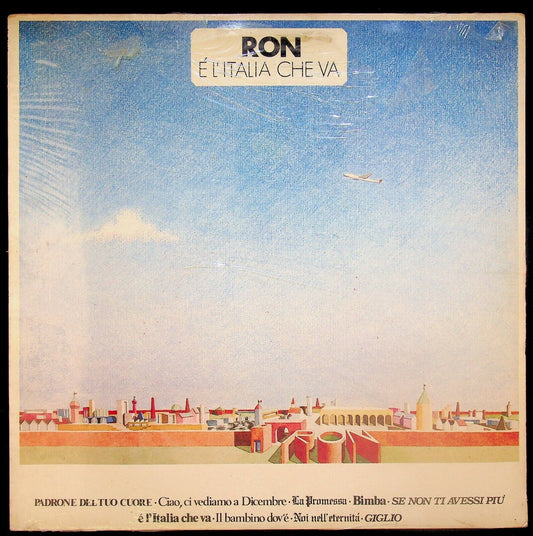 RON
É L'ITALIA CHE VA
PADRONE DEL TUO CUORE · Ciao, ci vediamo a Dicembre · La Promessa · Bimba · SE NON TI AVESSI PIU'
é l'Italia che va · Il bambino dov'é · Noi nell'eternitá · GIGLIO